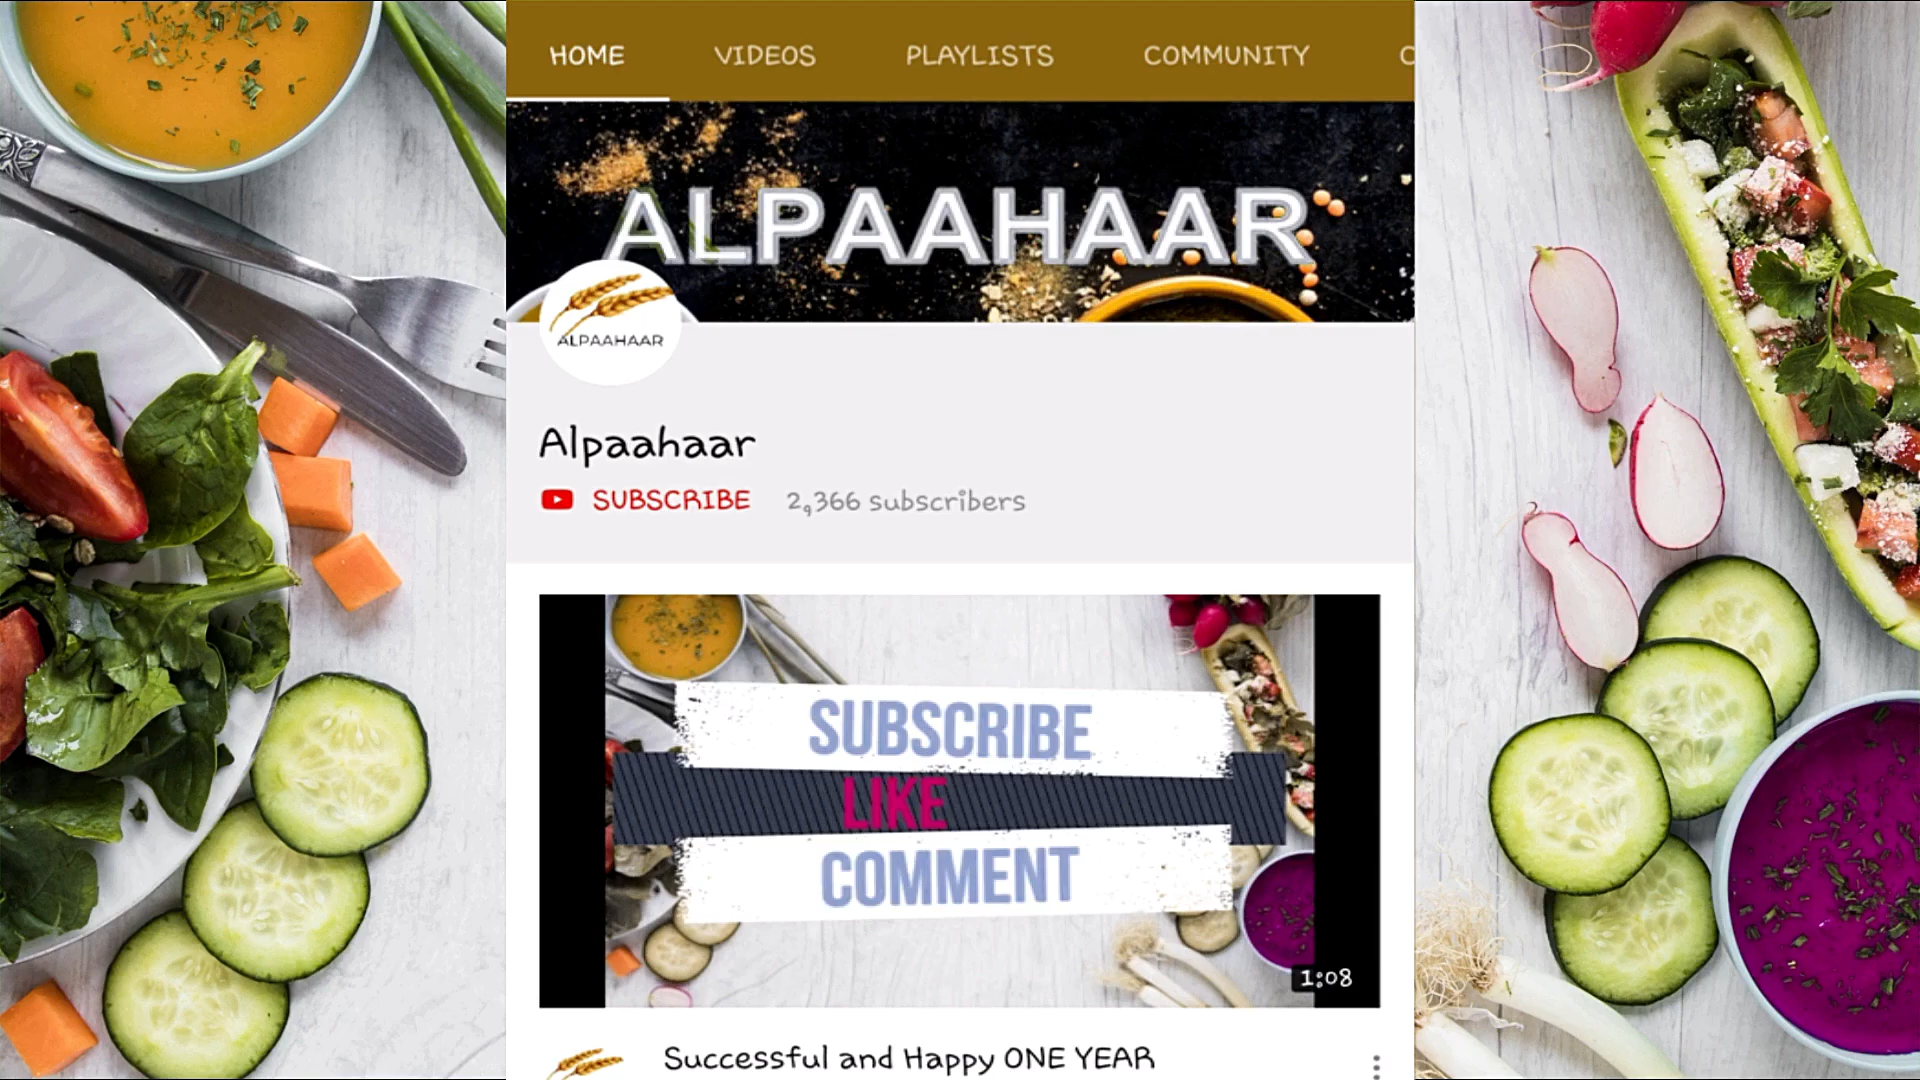 HOME VIDEOS PLAYLISTS COMMUNITY
ALPAAHAAR
ALPAAHAAR
Alpaahaar
SUBSCRIBE 2,366 subscribers
SUBSCRIBE
LIKE
COMMENT
1:08
Successful and Happy ONE YEAR